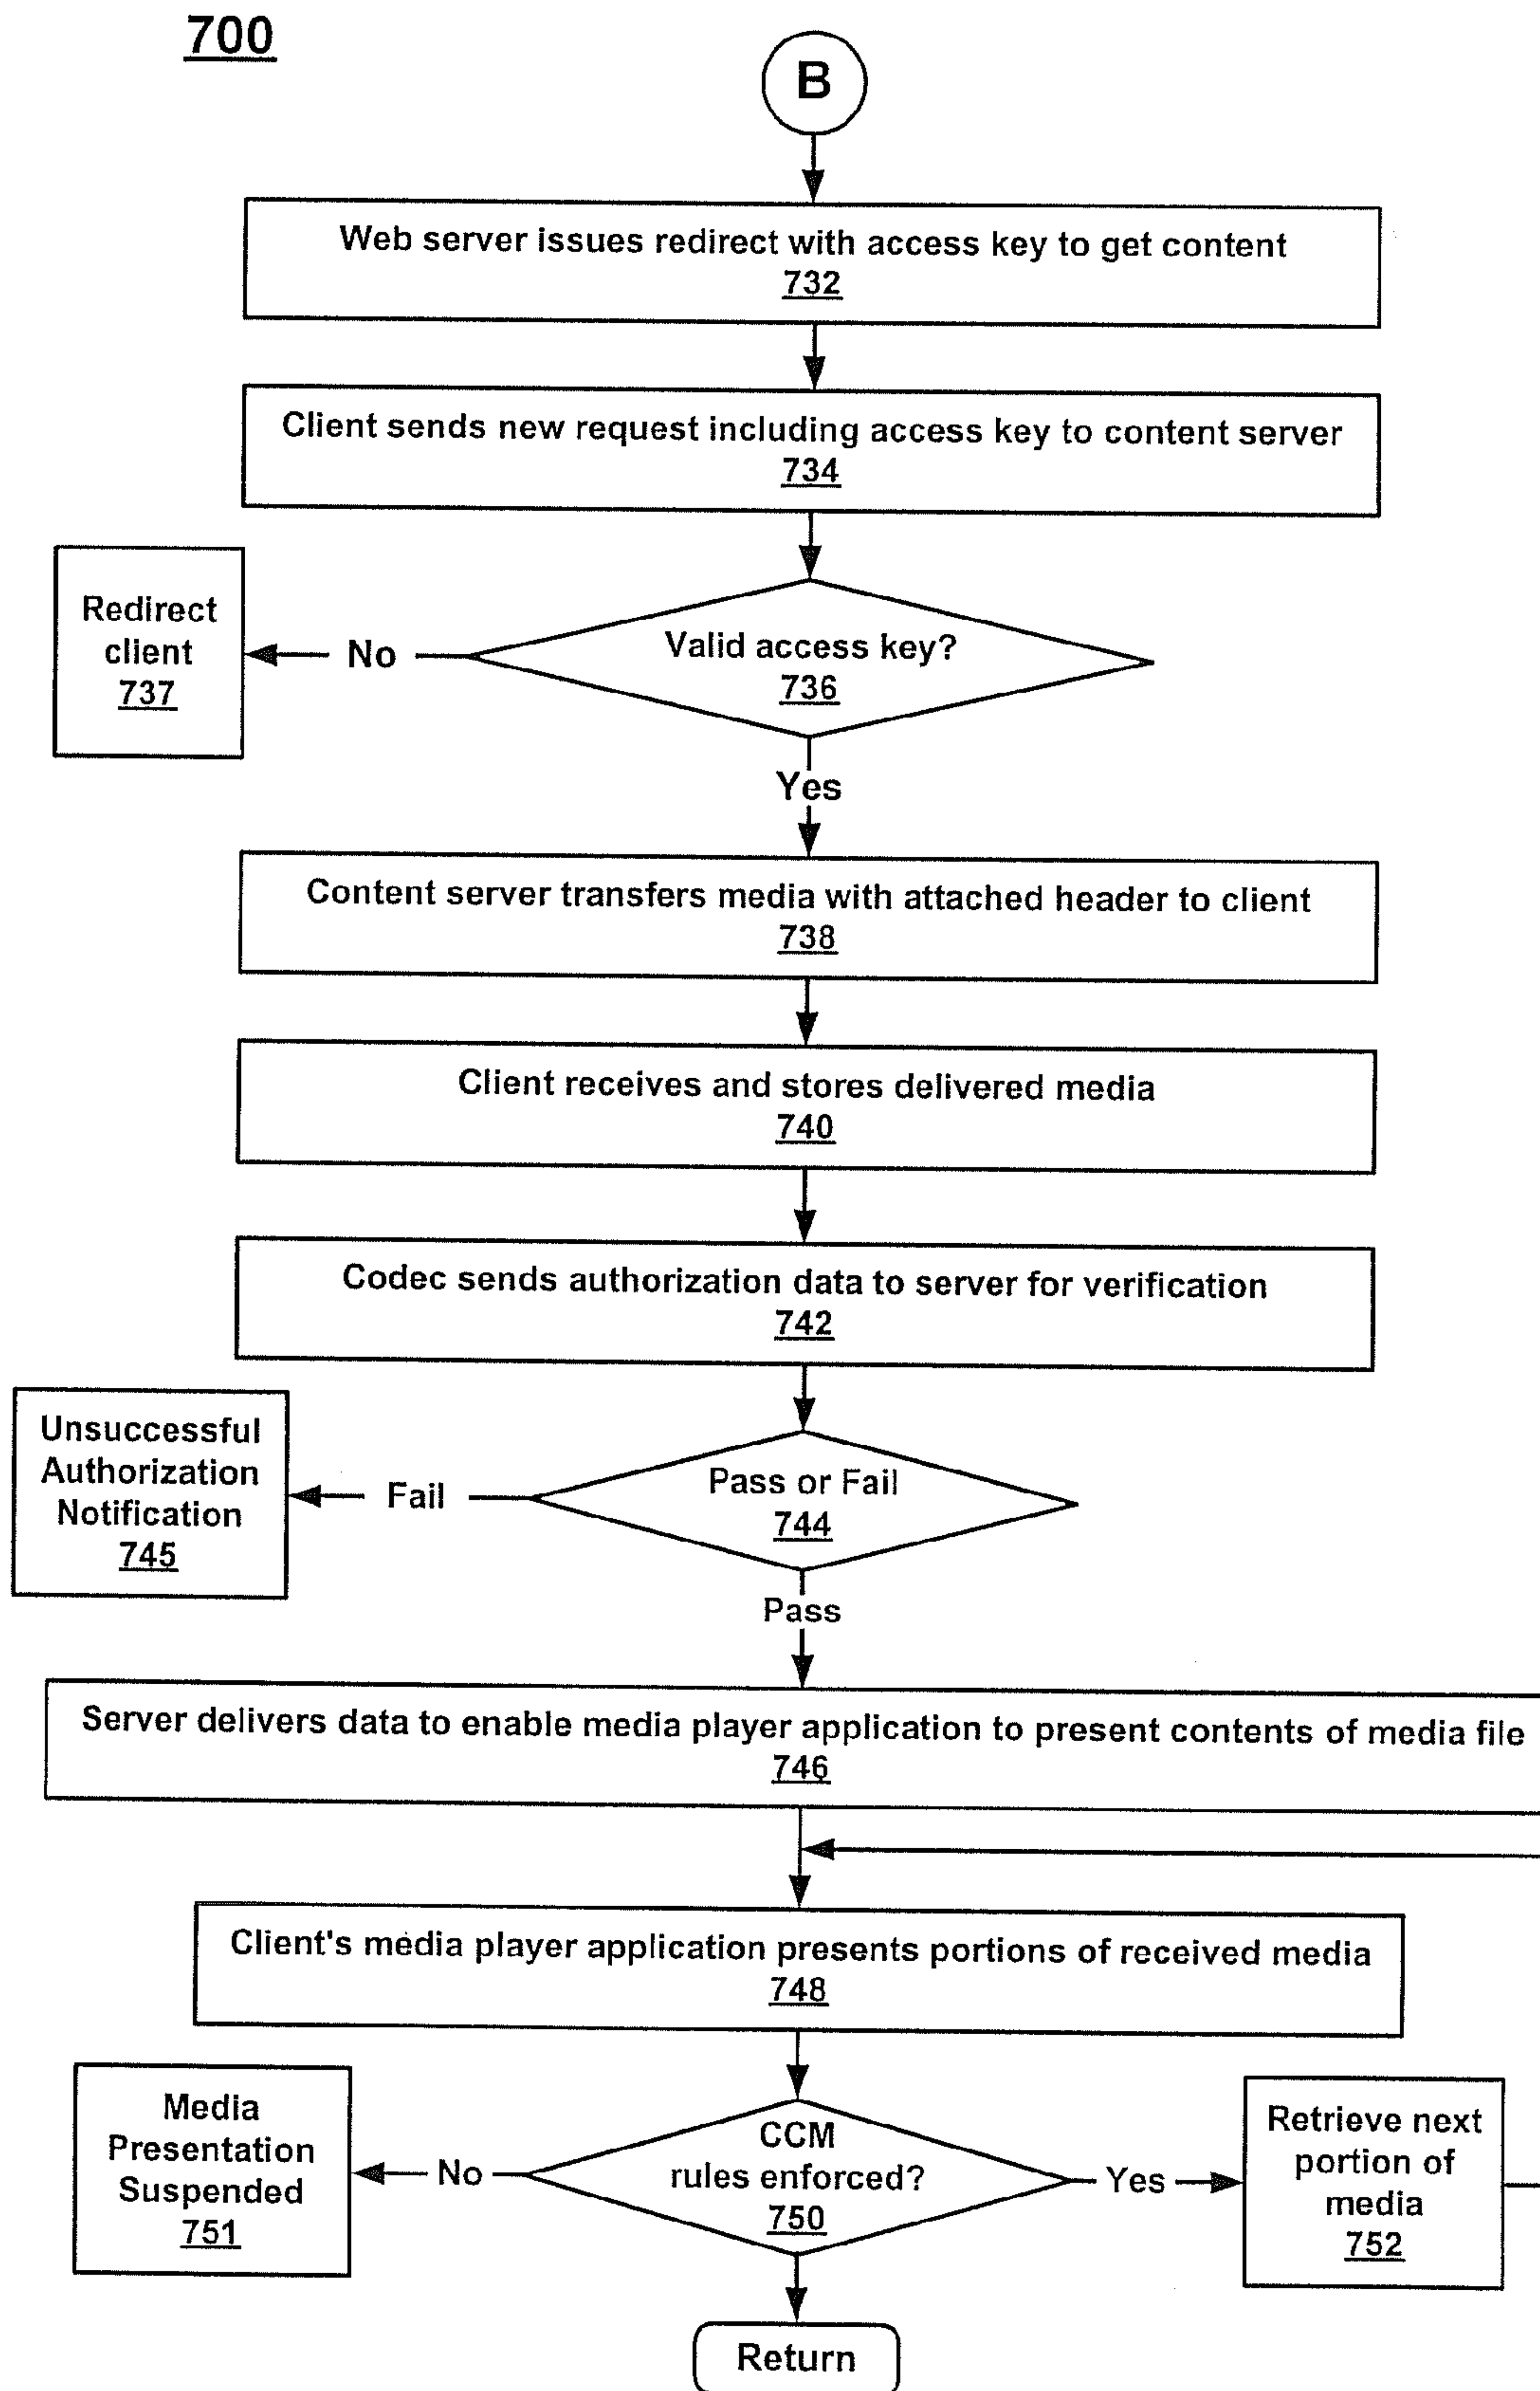 700
B
Web server issues redirect with access key to get content
732
Client sends new request including access key to content server
734
Redirect
client
737
No
Valid access key?
736
Yes
Content server transfers media with attached header to client
738
Client receives and stores delivered media
740
Codec sends authorization data to server for verification
742
Unsuccessful
Authorization
Notification
745
Fail
Pass or Fail
744
Pass
Server delivers data to enable media player application to present contents of media file
746
Client's media player application presents portions of received media
748
Media
Presentation
Suspended
751
No
CCM
rules enforced?
750
Yes
Retrieve next
portion of
media
752
Return